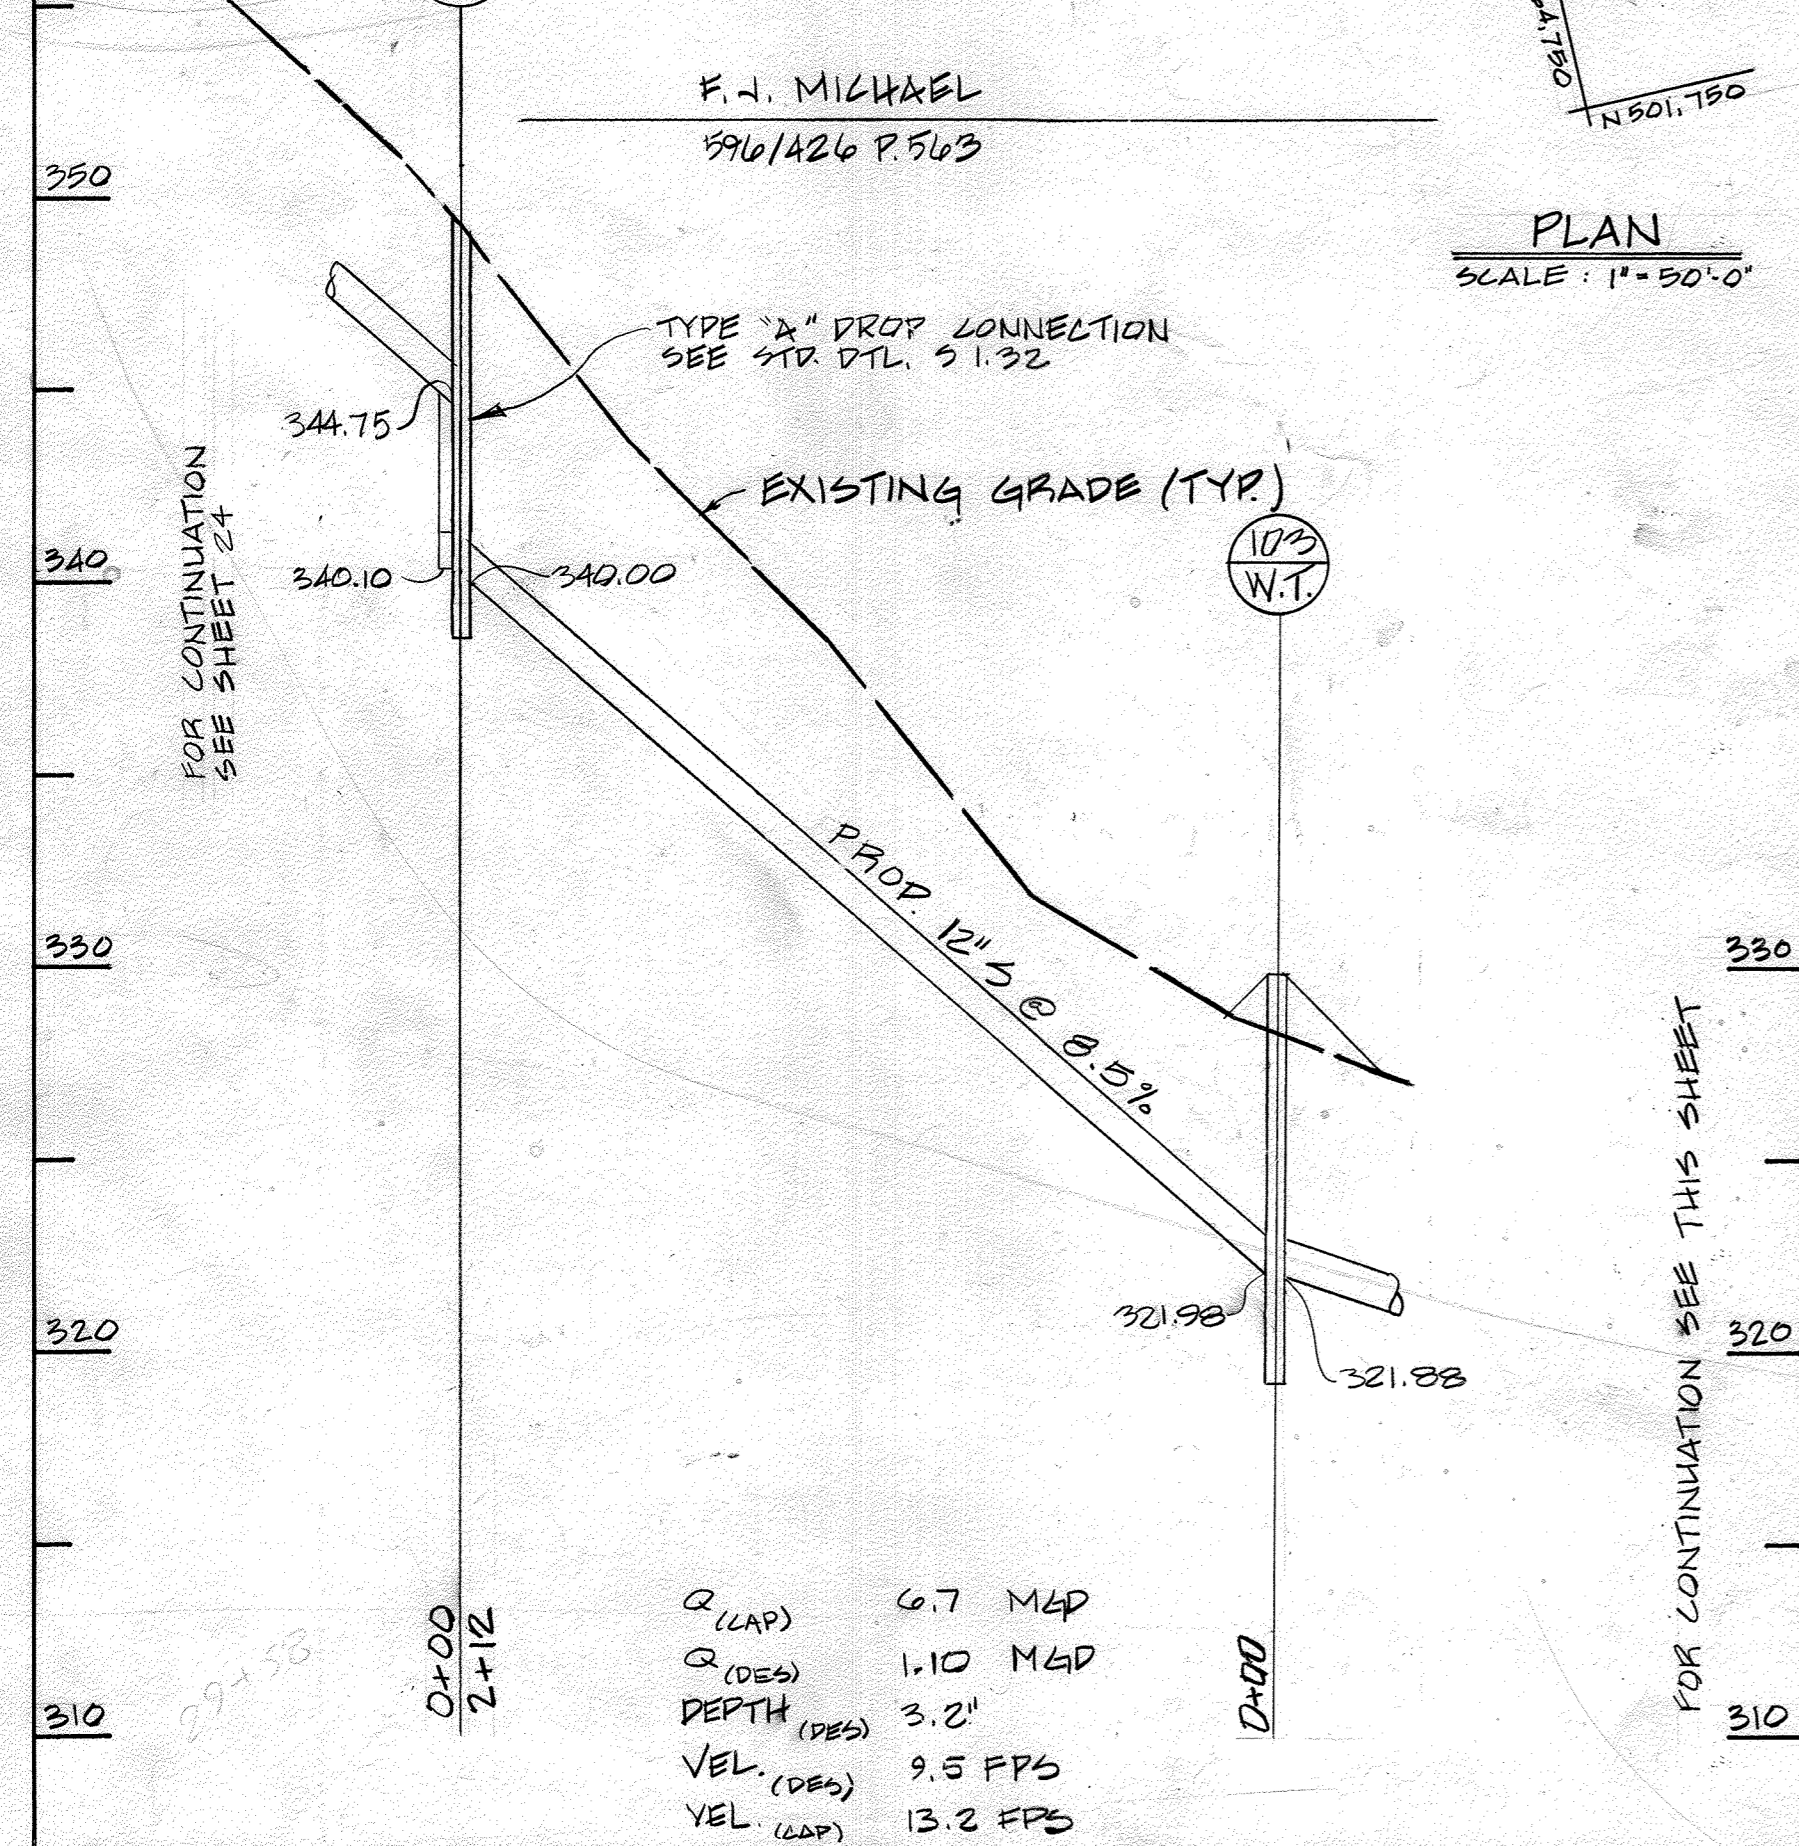 F.J. MICHAEL
596/426 P.563
N 501,750
PLAN
SCALE : 1" = 50'-0"
350
TYPE "A" DROP CONNECTION
SEE STD. DTL. S 1.32
344.75
EXISTING GRADE (TYP.)
103
W.T.
FOR CONTINUATION
SEE SHEET 24
340
340.10
340.00
PROP. 12" S @ 8.5%
330
330
321.98
321.88
320
320
FOR CONTINUATION SEE THIS SHEET
0+00
2+12
0+00
310
310
Q (CAP) 6.7 MGD
Q (DES) 1.10 MGD
DEPTH (DES) 3.2"
VEL. (DES) 9.5 FPS
VEL. (CAP) 13.2 FPS